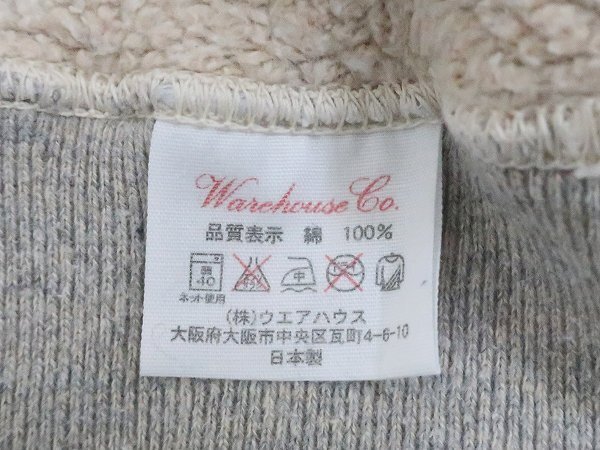 Warehouse Co.
品質表示 綿 100%
弱 40 中
ネット使用
(株)ウエアハウス
大阪府大阪市中央区瓦町4-6-10
日本製